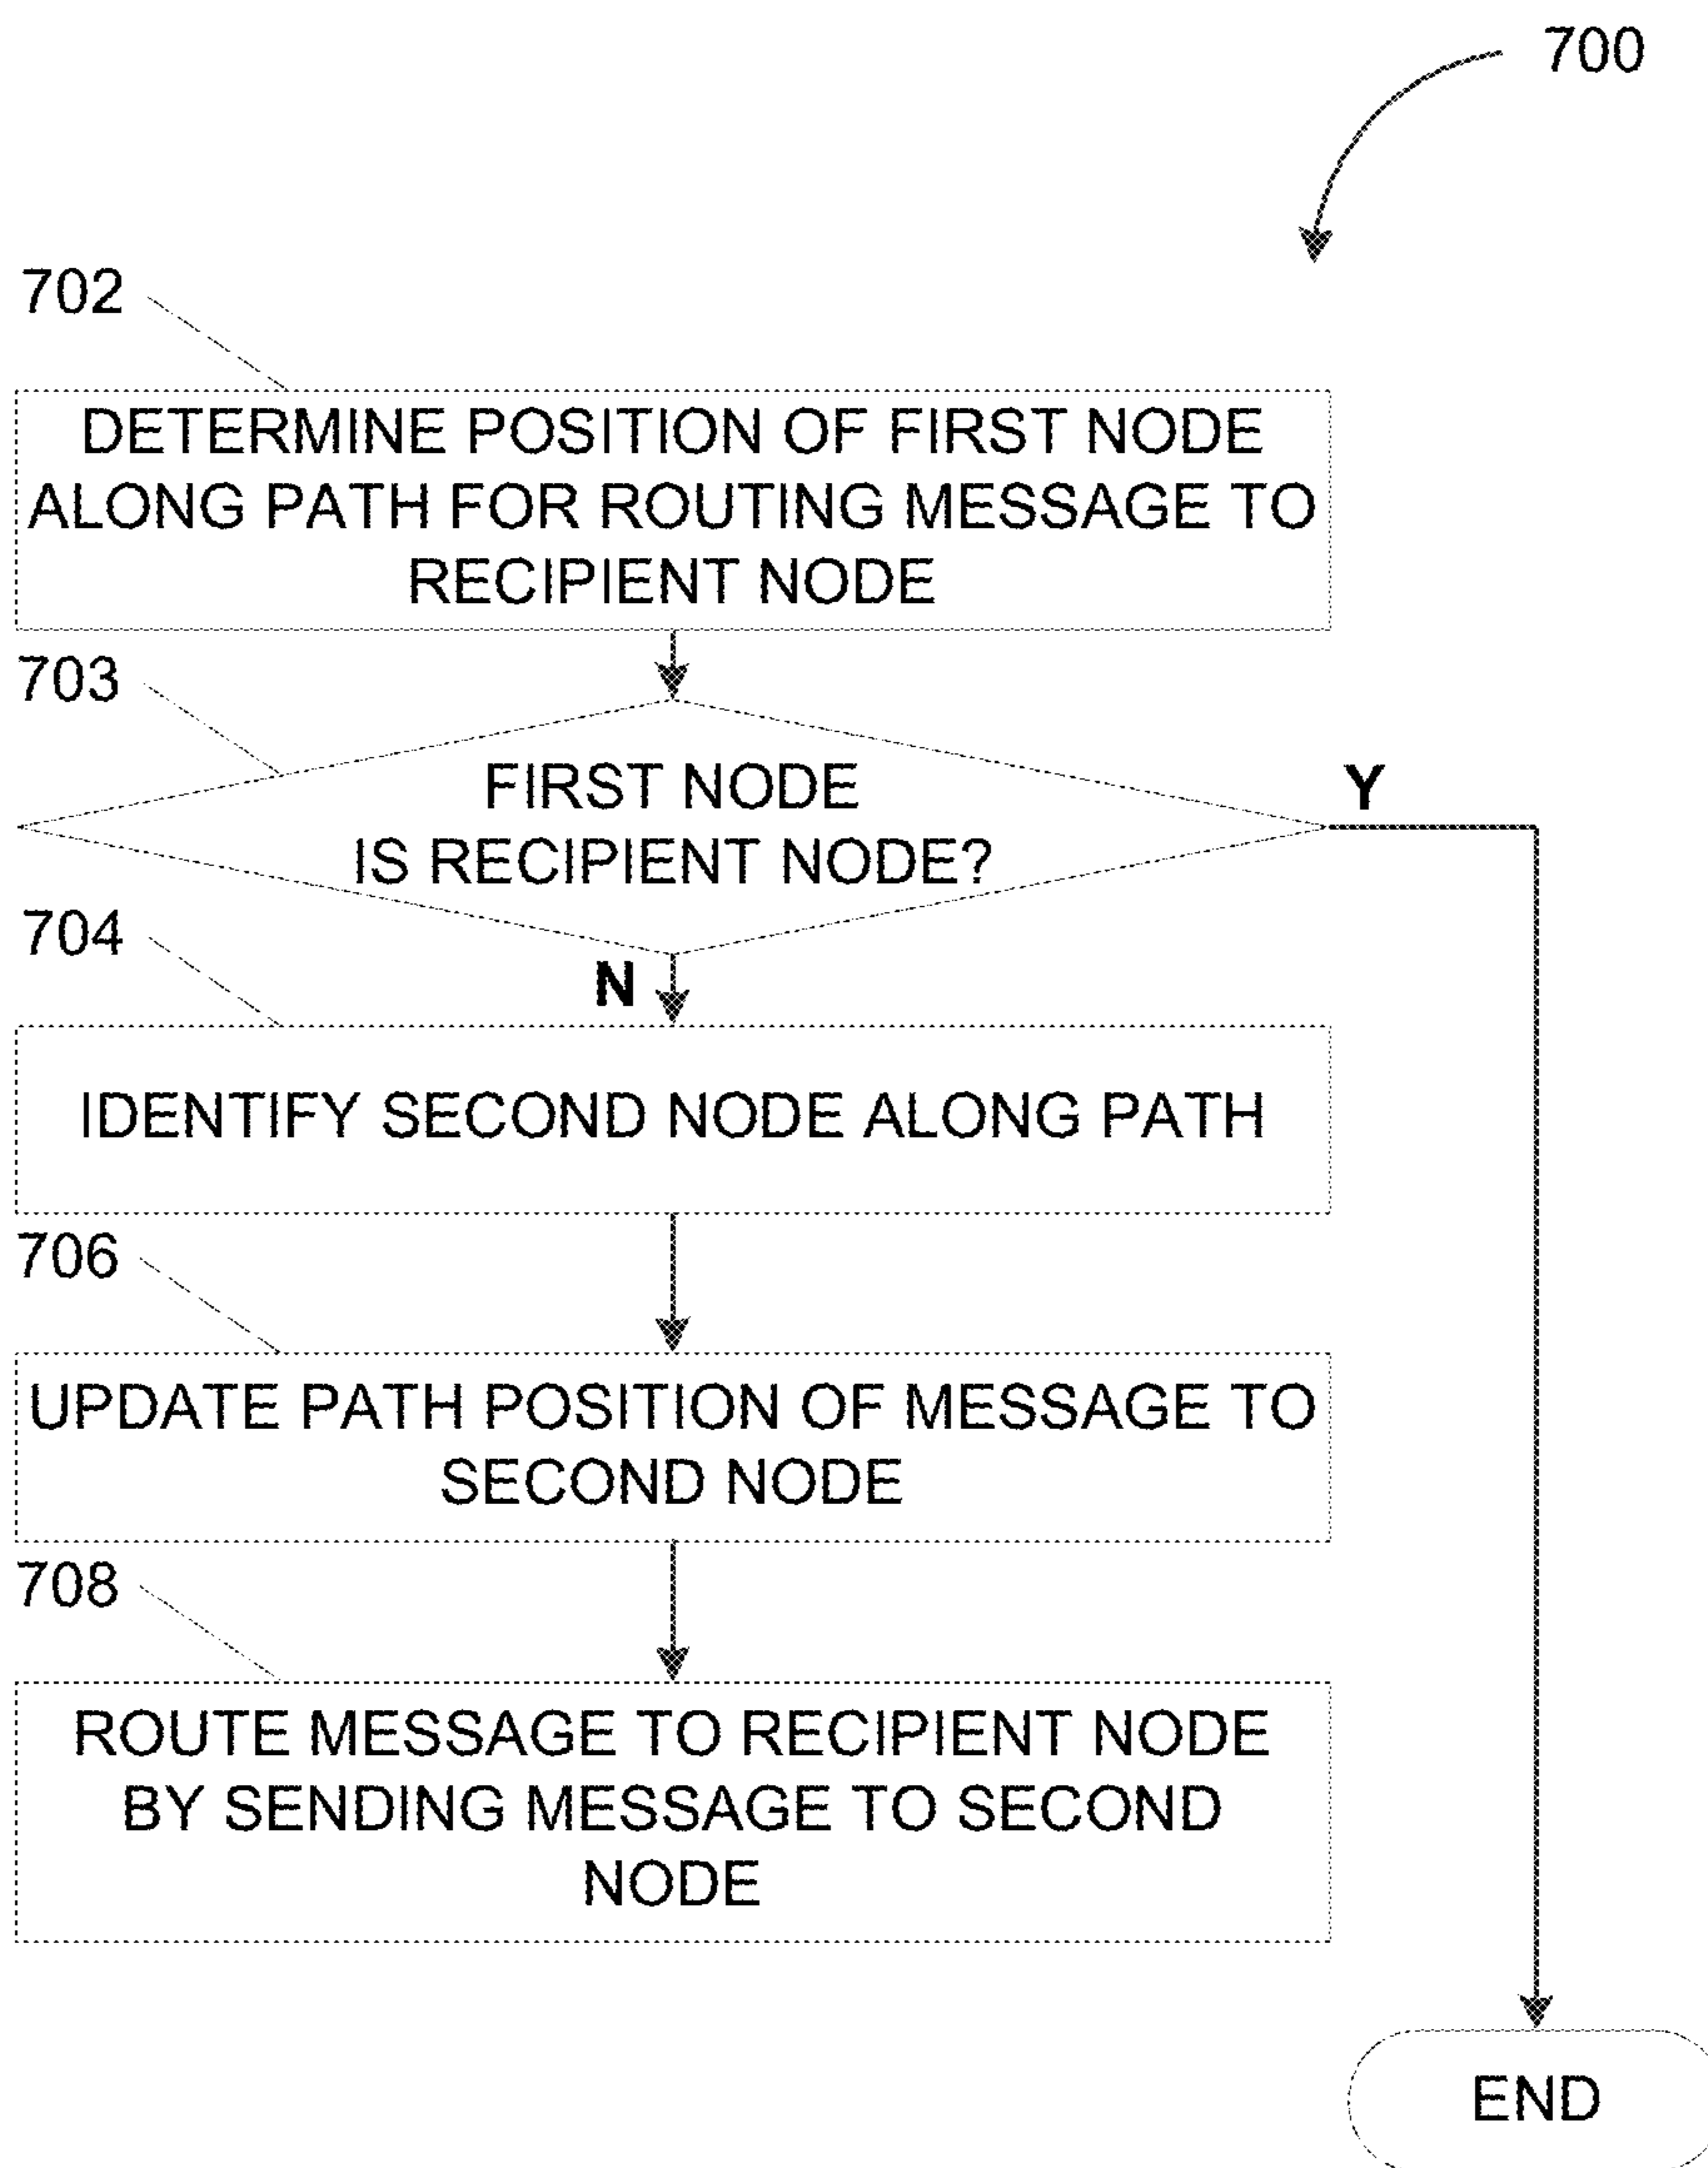 700
702
DETERMINE POSITION OF FIRST NODE
ALONG PATH FOR ROUTING MESSAGE TO
RECIPIENT NODE
703
FIRST NODE
IS RECIPIENT NODE?
Y
704
N
IDENTIFY SECOND NODE ALONG PATH
706
UPDATE PATH POSITION OF MESSAGE TO
SECOND NODE
708
ROUTE MESSAGE TO RECIPIENT NODE
BY SENDING MESSAGE TO SECOND
NODE
END